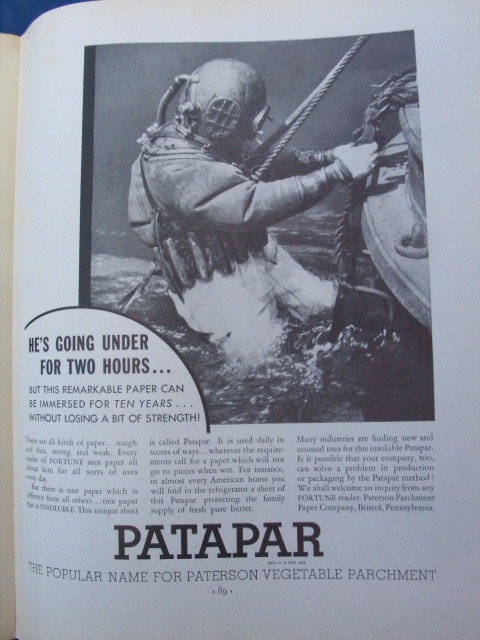 HE'S GOING UNDER
FOR TWO HOURS...
BUT THIS REMARKABLE PAPER CAN
BE IMMERSED FOR TEN YEARS...
WITHOUT LOSING A BIT OF STRENGTH!
There are all kinds of paper...rough
and thin, strong and weak. Every
reader of FORTUNE sees paper all
about him for all sorts of uses
every day.
But there is one paper which is
different from all others...one paper
that is INSOLUBLE. This unique sheet
is called Patapar. It is used daily in
scores of ways...wherever the require-
ments call for a paper which will not
go to pieces when wet. For instance,
in almost every American home you
will find in the refrigerator a sheet of
this Patapar protecting the family
supply of fresh pure butter.
Many industries are finding new and
unusual uses for this insoluble Patapar.
Is it possible that your company, too,
can solve a problem in production
or packaging by the Patapar method?
We shall welcome an inquiry from any
FORTUNE reader. Paterson Parchment
Paper Company, Bristol, Pennsylvania.
PATAPAR
REG. U. S. PAT. OFF.
THE POPULAR NAME FOR PATERSON VEGETABLE PARCHMENT
• 89 •